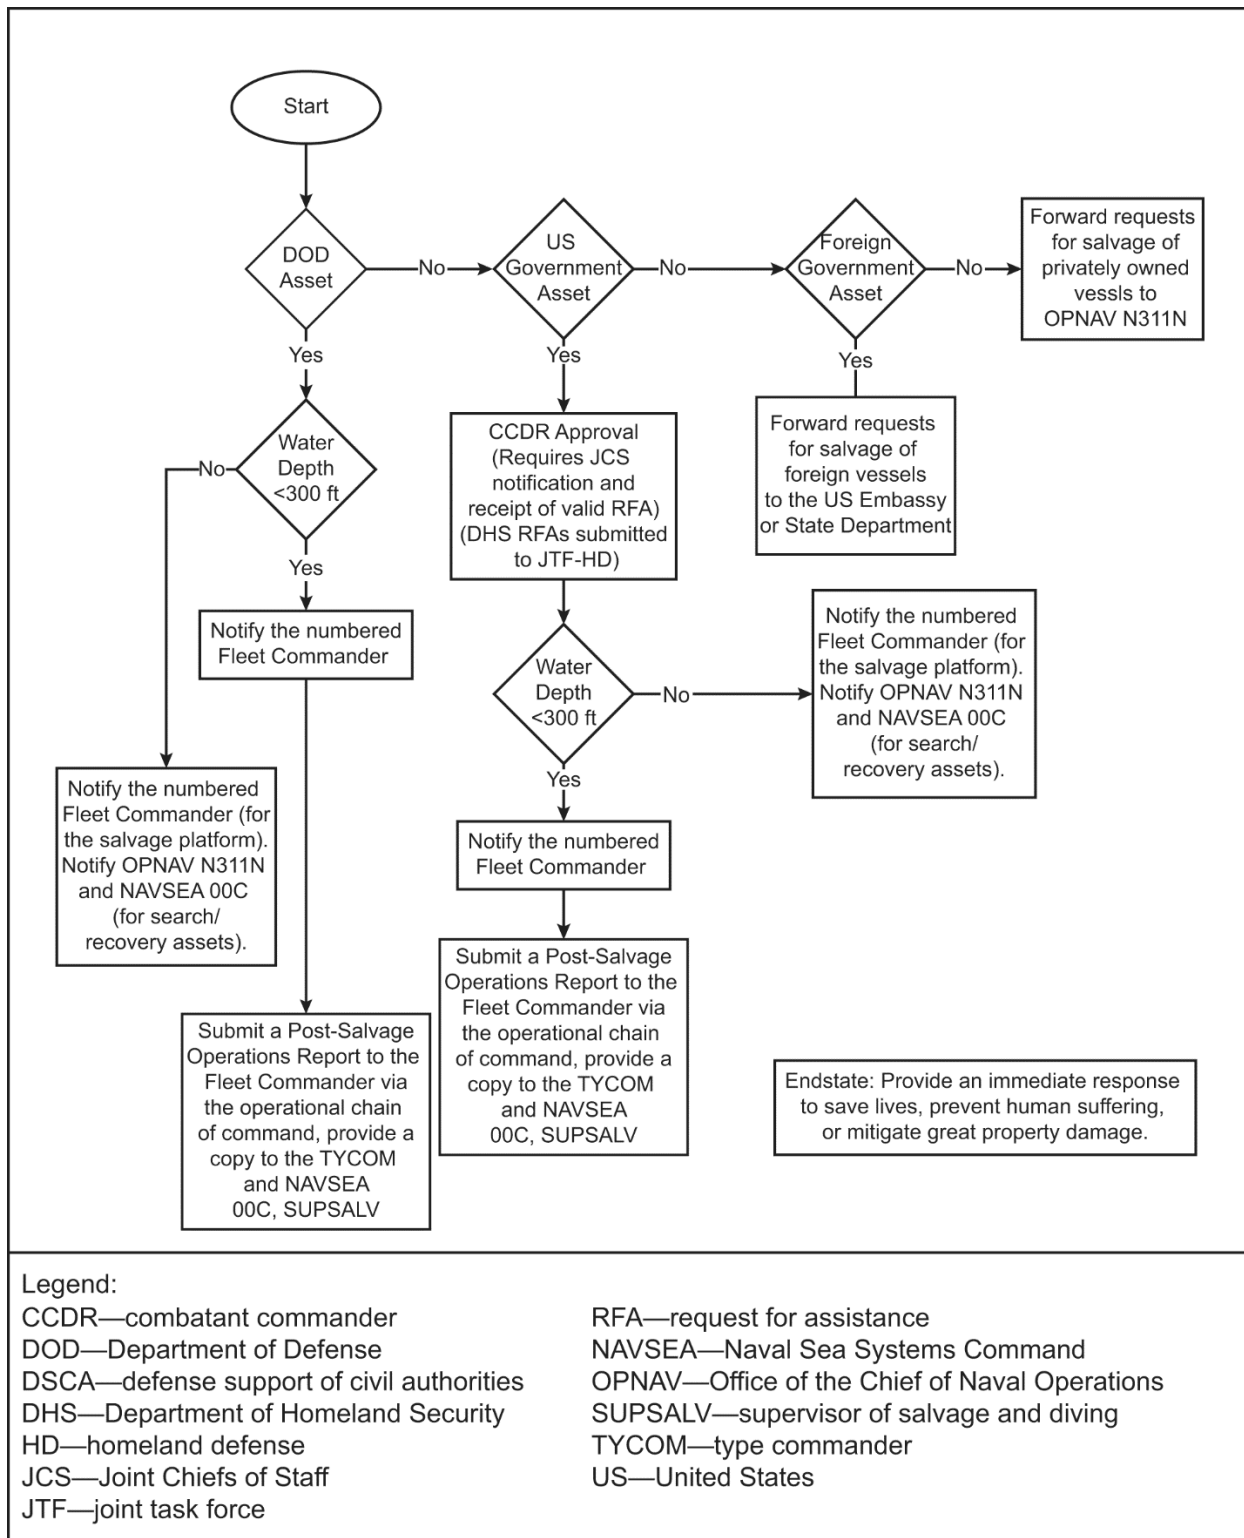 Start
DOD
Asset
No
US
Government
Asset
No
Foreign
Government
Asset
No
Forward requests
for salvage of
privately owned
vessls to
OPNAV N311N
Yes
Yes
Yes
Water
Depth
<300 ft
No
Yes
Notify the numbered
Fleet Commander
CCDR Approval
(Requires JCS
notification and
receipt of valid RFA)
(DHS RFAs submitted
to JTF-HD)
Forward requests
for salvage of
foreign vessels
to the US Embassy
or State Department
Water
Depth
<300 ft
No
Notify the numbered
Fleet Commander (for
the salvage platform).
Notify OPNAV N311N
and NAVSEA 00C
(for search/
recovery assets).
Yes
Notify the numbered
Fleet Commander (for
the salvage platform).
Notify OPNAV N311N
and NAVSEA 00C
(for search/
recovery assets).
Notify the numbered
Fleet Commander
Submit a Post-Salvage
Operations Report to the
Fleet Commander via
the operational chain
of command, provide a
copy to the TYCOM
and NAVSEA
00C, SUPSALV
Submit a Post-Salvage
Operations Report to the
Fleet Commander via
the operational chain
of command, provide a
copy to the TYCOM
and NAVSEA
00C, SUPSALV
Endstate: Provide an immediate response
to save lives, prevent human suffering,
or mitigate great property damage.
Legend:
CCDR—combatant commander
DOD—Department of Defense
DSCA—defense support of civil authorities
DHS—Department of Homeland Security
HD—homeland defense
JCS—Joint Chiefs of Staff
JTF—joint task force
RFA—request for assistance
NAVSEA—Naval Sea Systems Command
OPNAV—Office of the Chief of Naval Operations
SUPSALV—supervisor of salvage and diving
TYCOM—type commander
US—United States